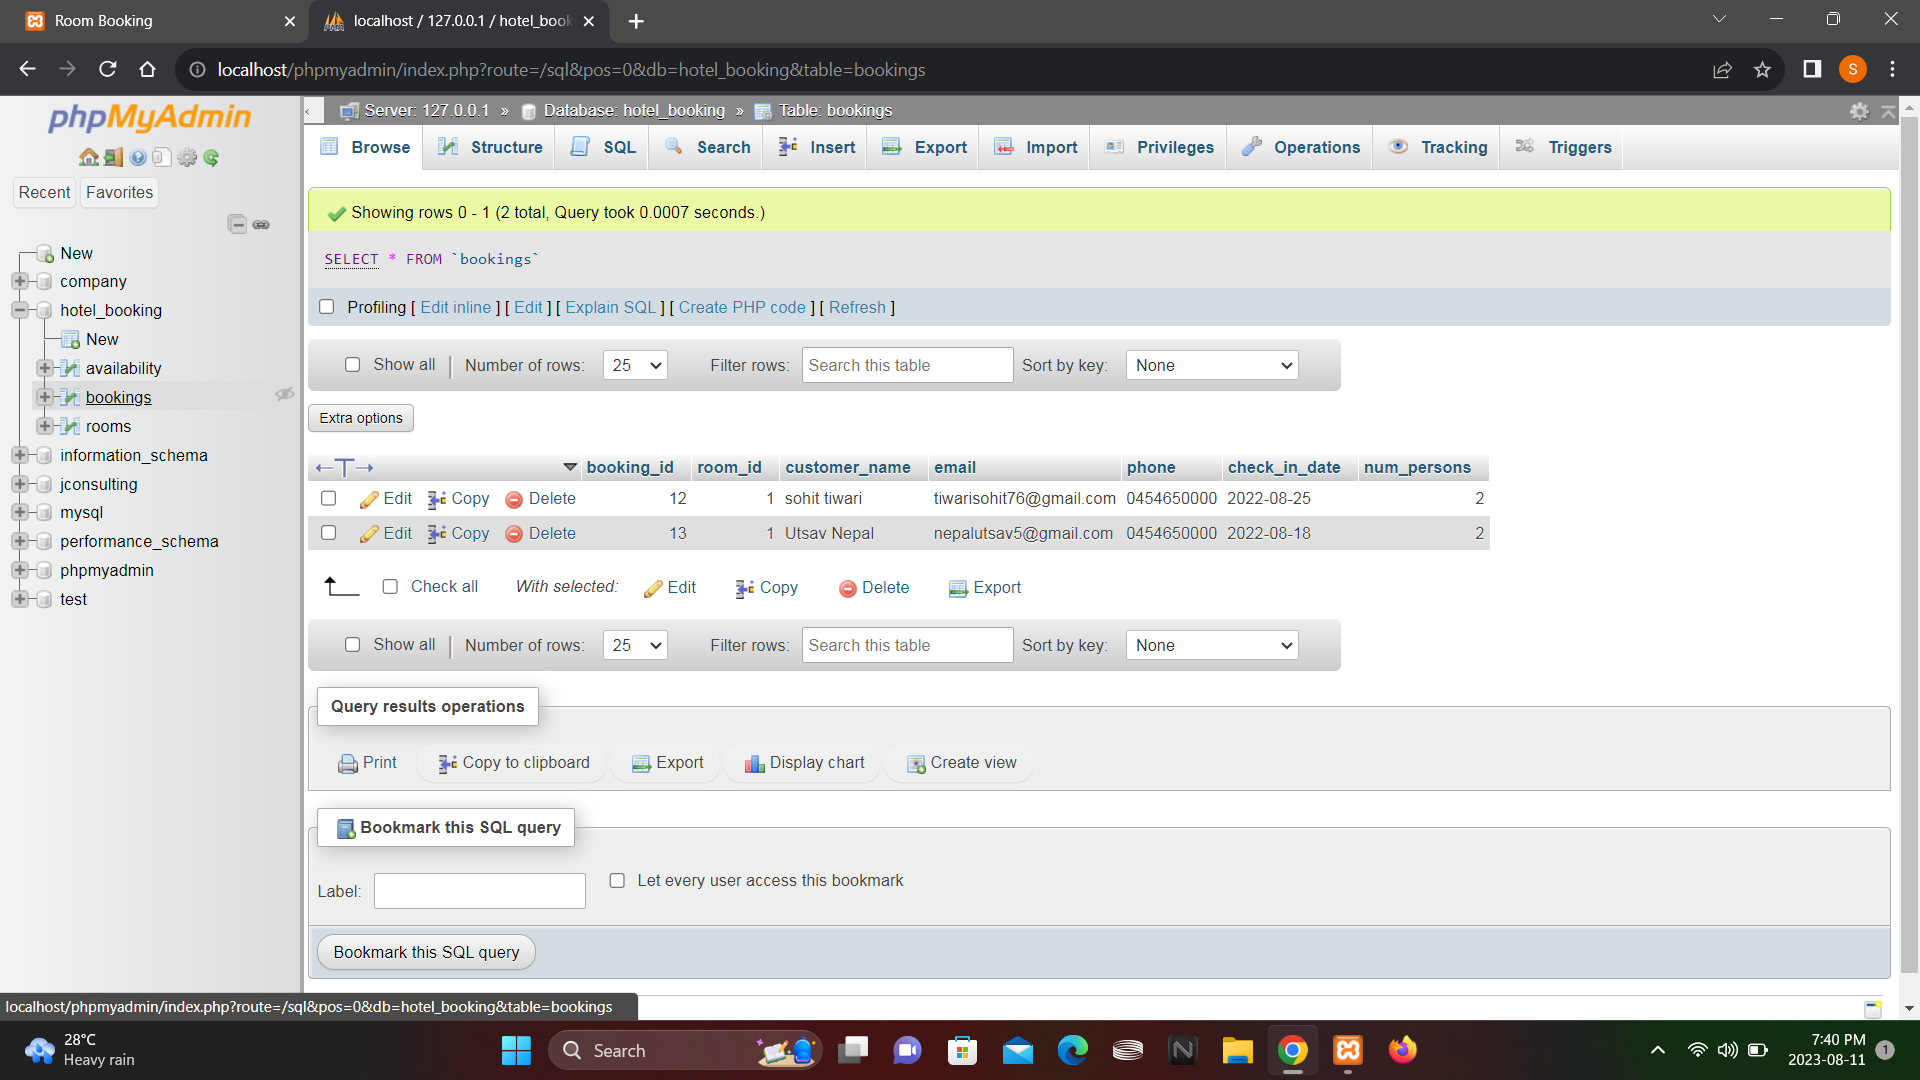 Room Booking
localhost / 127.0.0.1 / hotel_book
localhost/phpmyadmin/index.php?route=/sql&pos=0&db=hotel_booking&table=bookings
S
phpMyAdmin
Recent Favorites
New
company
hotel_booking
New
availability
bookings
rooms
information_schema
jconsulting
mysql
performance_schema
phpmyadmin
test
Server: 127.0.0.1 » Database: hotel_booking » Table: bookings
Browse Structure SQL Search Insert Export Import Privileges Operations Tracking Triggers
Showing rows 0 - 1 (2 total, Query took 0.0007 seconds.)
SELECT * FROM `bookings`
Profiling [ Edit inline ] [ Edit ] [ Explain SQL ] [ Create PHP code ] [ Refresh ]
Show all Number of rows: 25 Filter rows: Search this table Sort by key: None
Extra options
booking_id room_id customer_name email phone check_in_date num_persons
Edit Copy Delete 12 1 sohit tiwari tiwarisohit76@gmail.com 0454650000 2022-08-25 2
Edit Copy Delete 13 1 Utsav Nepal nepalutsav5@gmail.com 0454650000 2022-08-18 2
Check all With selected: Edit Copy Delete Export
Show all Number of rows: 25 Filter rows: Search this table Sort by key: None
Query results operations
Print Copy to clipboard Export Display chart Create view
Bookmark this SQL query
Label: Let every user access this bookmark
Bookmark this SQL query
localhost/phpmyadmin/index.php?route=/sql&pos=0&db=hotel_booking&table=bookings
28°C
Heavy rain
Search
7:40 PM
2023-08-11
1